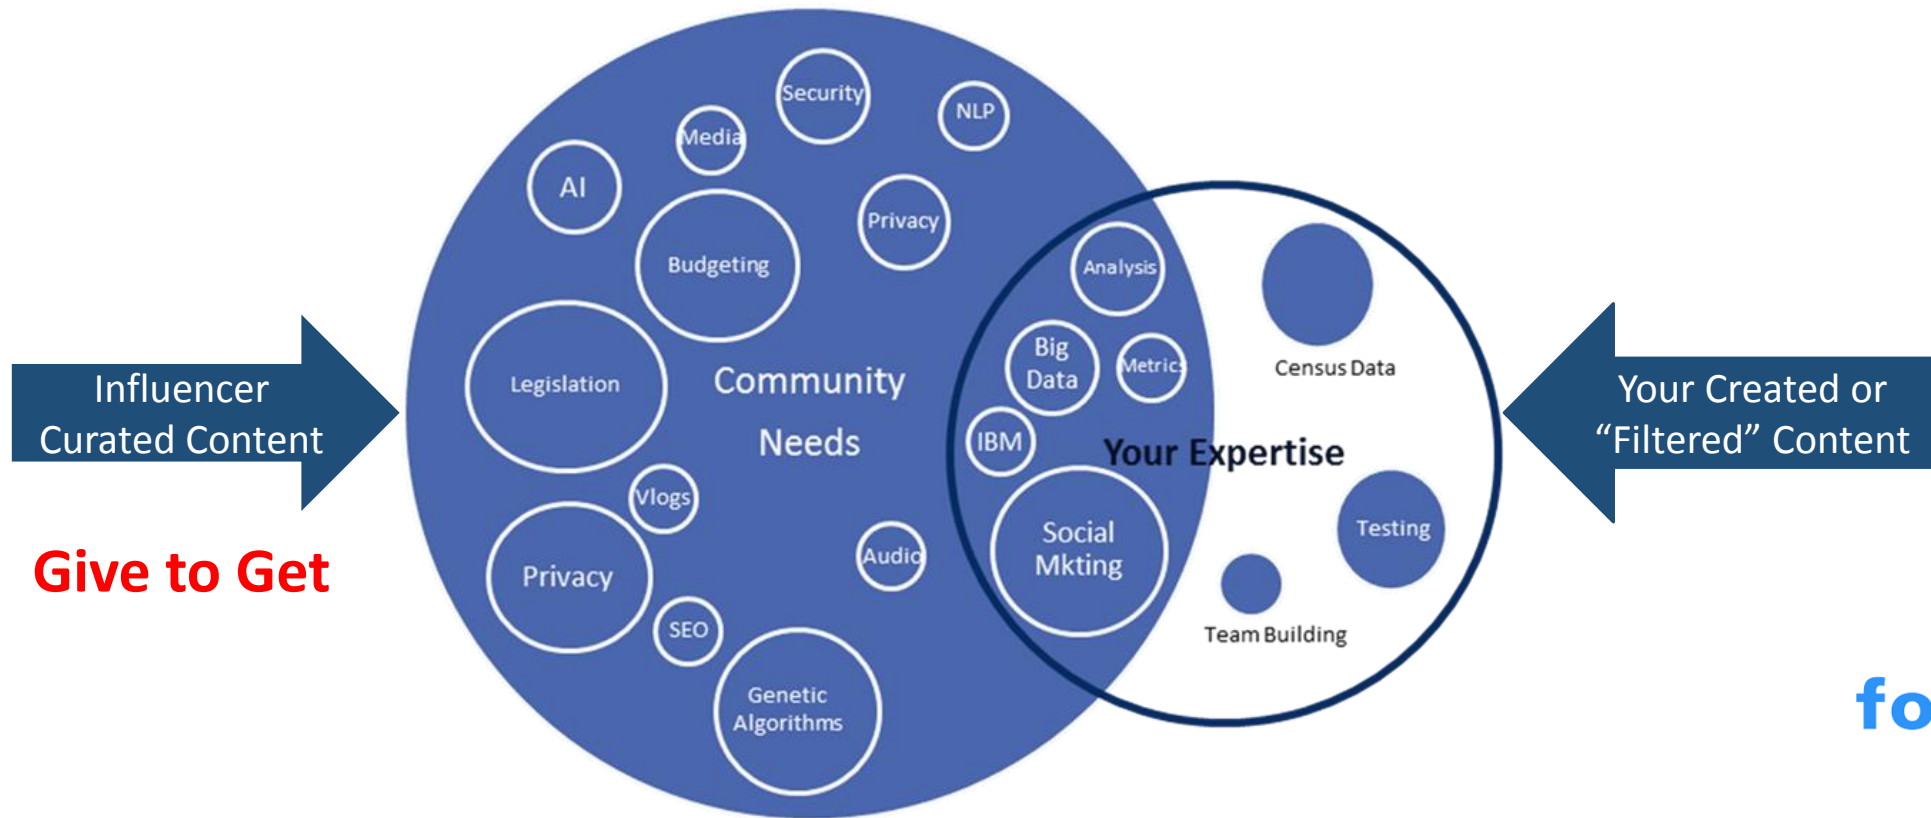 Security
NLP
Media
AI
Privacy
Budgeting
Analysis
Big
Data
Metrics
Census Data
Influencer
Curated Content
Legislation
Community
Needs
Your Created or
“Filtered” Content
IBM
Your Expertise
Vlogs
Social
Mkting
Testing
Audio
Give to Get
Privacy
SEO
Team Building
Genetic
Algorithms
fo